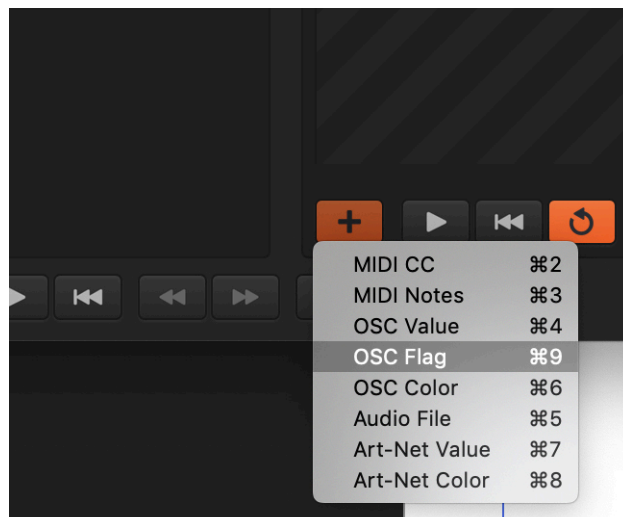 MIDI CC ⌘2
MIDI Notes ⌘3
OSC Value ⌘4
OSC Flag ⌘9
OSC Color ⌘6
Audio File ⌘5
Art-Net Value ⌘7
Art-Net Color ⌘8